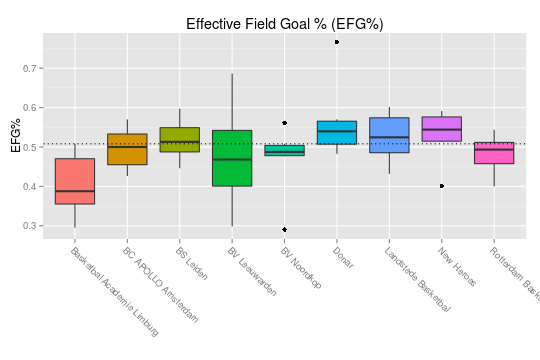 Effective Field Goal % (EFG%)
EFG%
0.7
0.6
0.5
0.4
0.3
Basketbal Academie Limburg
BC APOLLO Amsterdam
BS Leiden
BV Leeuwarden
BV Noordkop
Donar
Landstede Basketbal
New Heroes
Rotterdam Bask